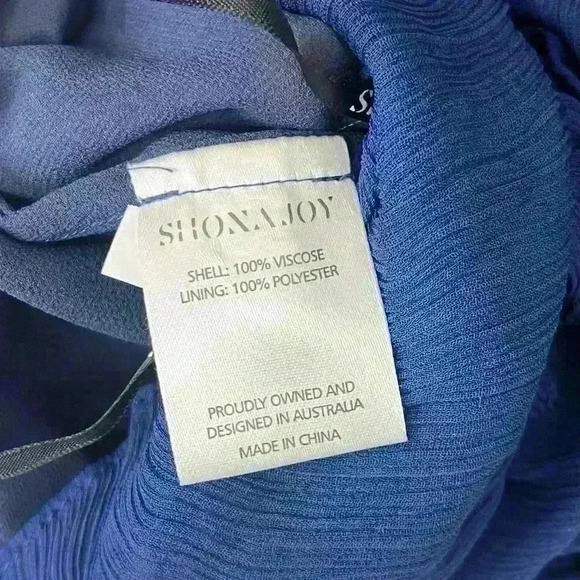 SHONA JOY
SHELL: 100% VISCOSE
LINING: 100% POLYESTER
PROUDLY OWNED AND
DESIGNED IN AUSTRALIA
MADE IN CHINA